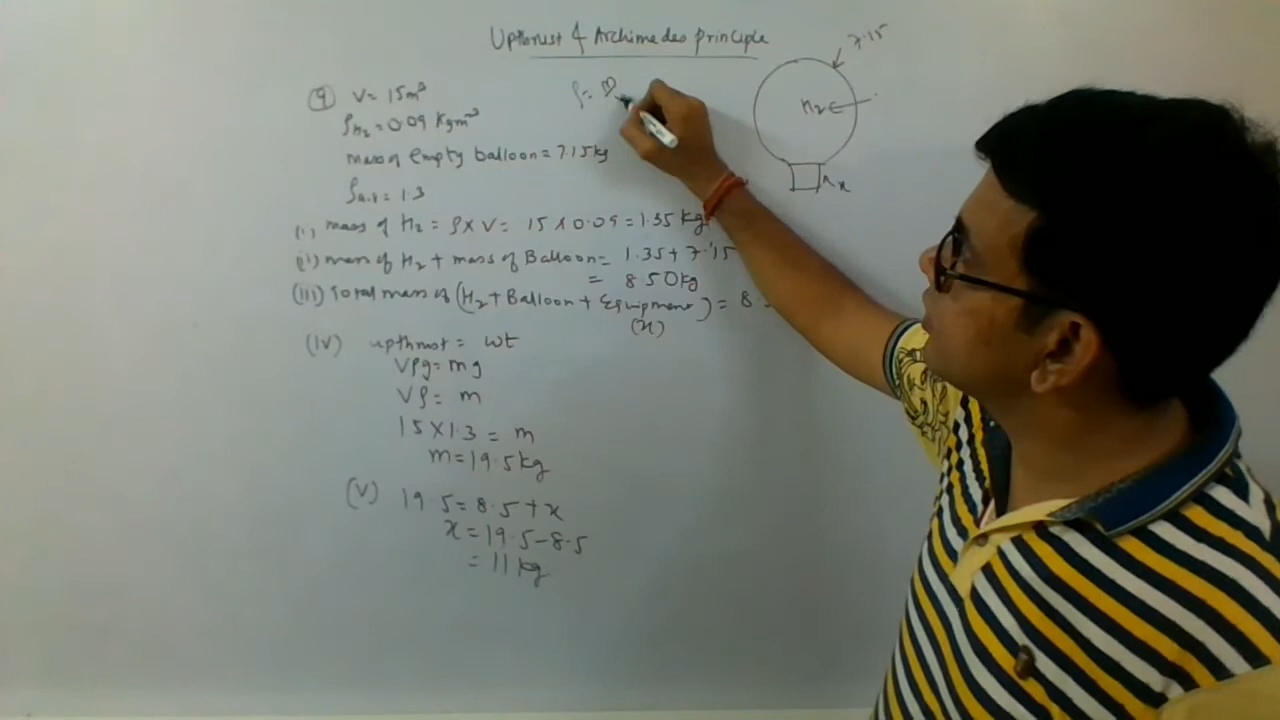 Upthrust & Archimedes principle
7.15
(9) V = 15m³
ρ = m
H₂
ρH₂ = 0.09 Kgm⁻³
mass of empty balloon = 7.15kg
x
ρair = 1.3
(i) mass of H₂ = ρ x V = 15 x 0.09 = 1.35 kg
(ii) mass of H₂ + mass of Balloon = 1.35 + 7.15
= 8.50kg
(iii) Total mass of (H₂ + Balloon + Equipment) = 8.
(x)
(iv) upthrust = wt
Vρg = mg
Vρ = m
15 X 1.3 = m
m = 19.5kg
(v) 19.5 = 8.5 + x
x = 19.5 - 8.5
= 11 kg